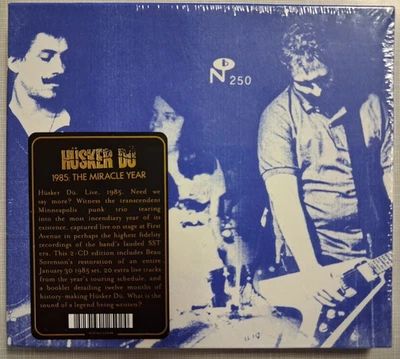 N 250
HÜSKER DÜ
1985: THE MIRACLE YEAR
Hüsker Dü. Live. 1985. Need we
say more? Witness the transcendent
Minneapolis punk trio tearing
into the most incendiary year of its
existence, captured live on stage at First
Avenue in perhaps the highest fidelity
recordings of the band's lauded SST
era. This 2-CD edition includes Beau
Sorenson's restoration of an entire
January 30 1985 set, 20 extra live tracks
from the year's touring schedule, and
a booklet detailing twelve months of
history-making Hüsker Dü. What is the
sound of a legend being written?